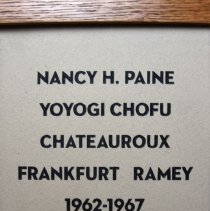 NANCY H. PAINE
YOYOGI CHOFU
CHATEAUROUX
FRANKFURT RAMEY
1962-1967